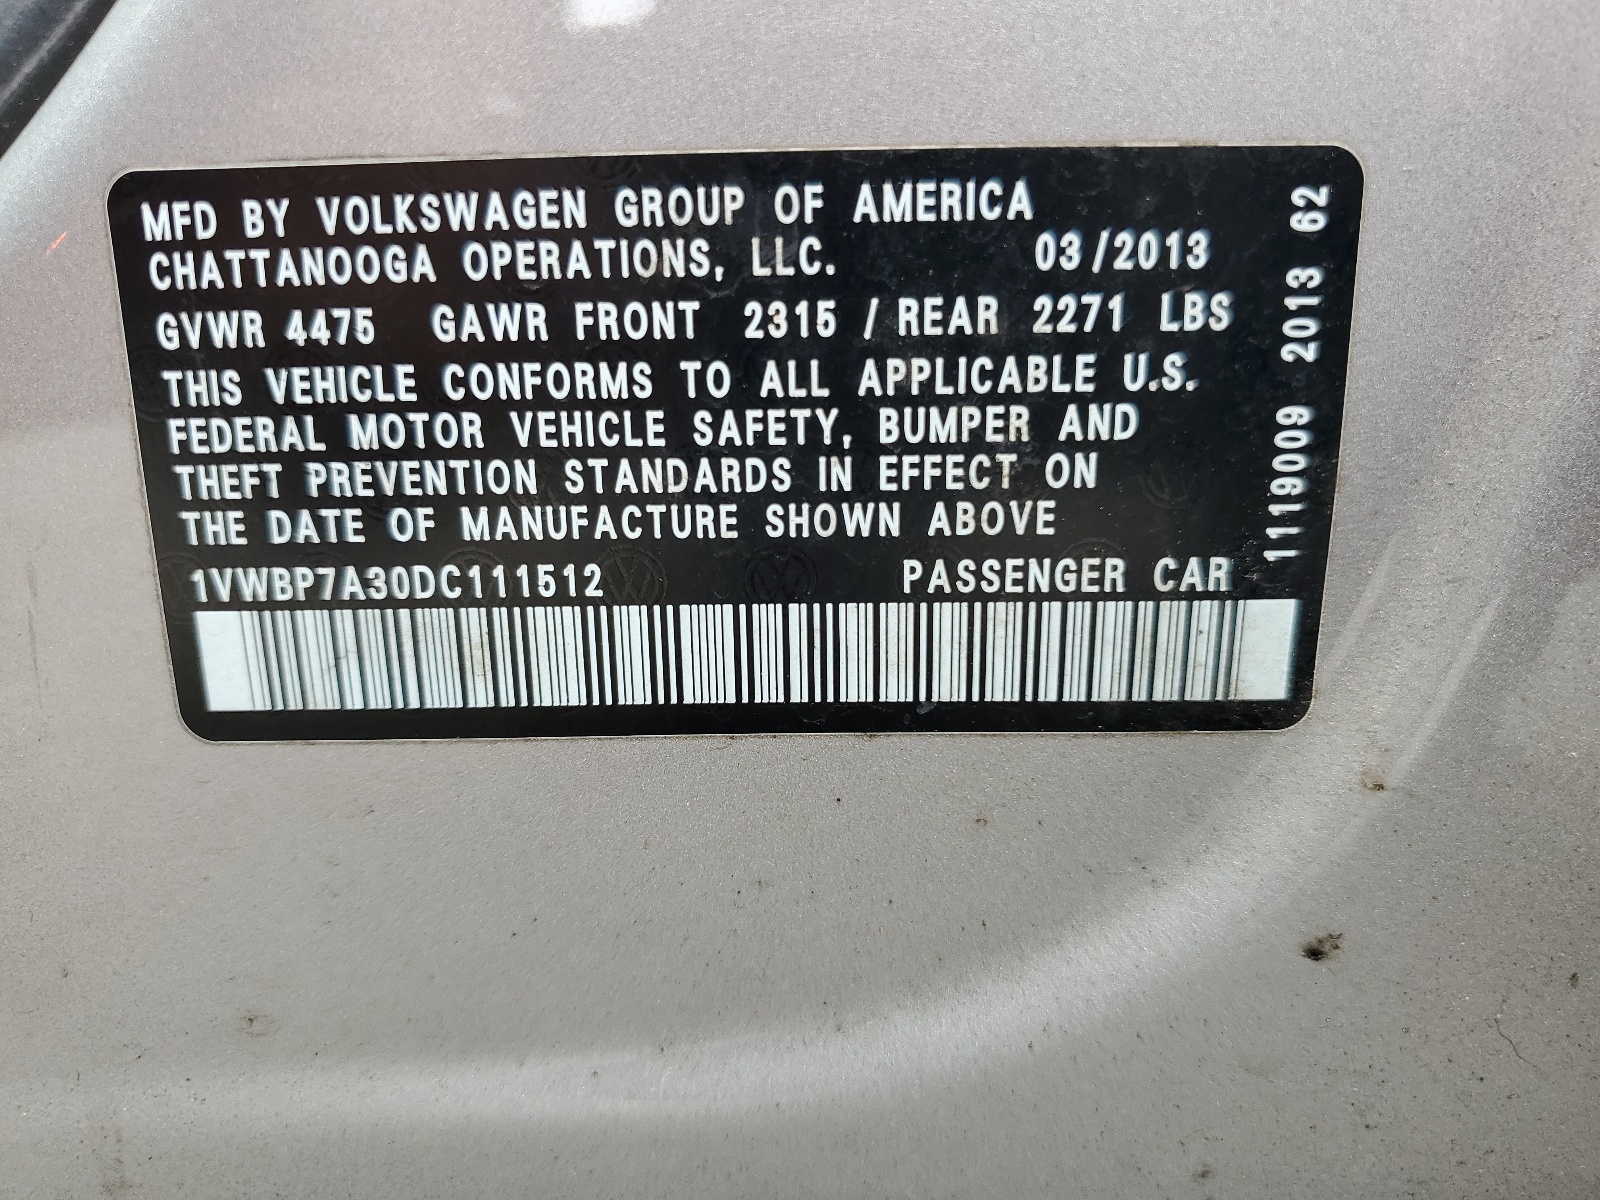 MFD BY VOLKSWAGEN GROUP OF AMERICA
CHATTANOOGA OPERATIONS, LLC. 03/2013
GVWR 4475 GAWR FRONT 2315 / REAR 2271 LBS
THIS VEHICLE CONFORMS TO ALL APPLICABLE U.S.
FEDERAL MOTOR VEHICLE SAFETY, BUMPER AND
THEFT PREVENTION STANDARDS IN EFFECT ON
THE DATE OF MANUFACTURE SHOWN ABOVE
1VWBP7A30DC111512 PASSENGER CAR
1119009 2013 62